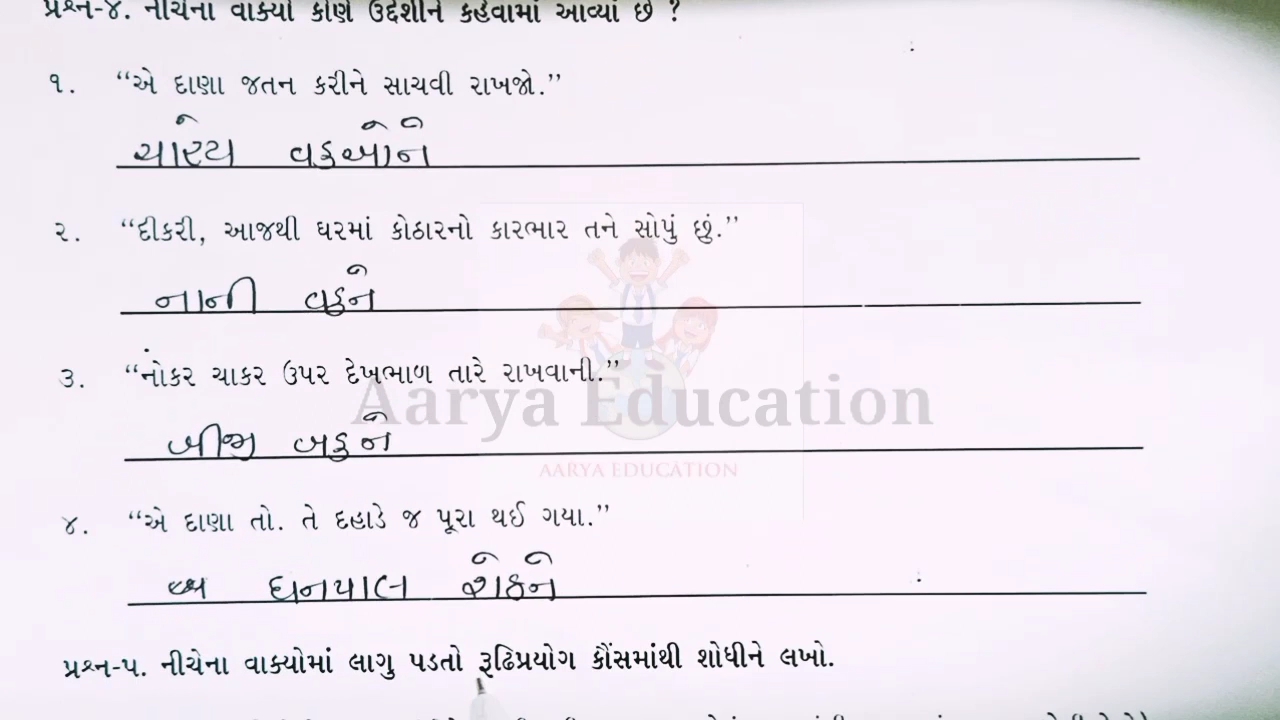 પ્રશ્ન-૪. નીચેના વાક્યો કોણે ઉદ્દેશીને કહેવામાં આવ્યાં છે ?
૧. “એ દાણા જતન કરીને સાચવી રાખજો.”
ચારેય વહુઓને
૨. “દીકરી, આજથી ઘરમાં કોઠારનો કારભાર તને સોપું છું.”
નાની વહુને
૩. “નોંકર ચાકર ઉપર દેખભાળ તારે રાખવાની.”
Aarya Education
બીજી બહુને
AARYA EDUCATION
૪. “એ દાણા તો. તે દહાડે જ પૂરા થઈ ગયા.”
ધનપાલ શેઠને
પ્રશ્ન-૫. નીચેના વાક્યોમાં લાગુ પડતો રૂઢિપ્રયોગ કૌંસમાંથી શોધીને લખો.